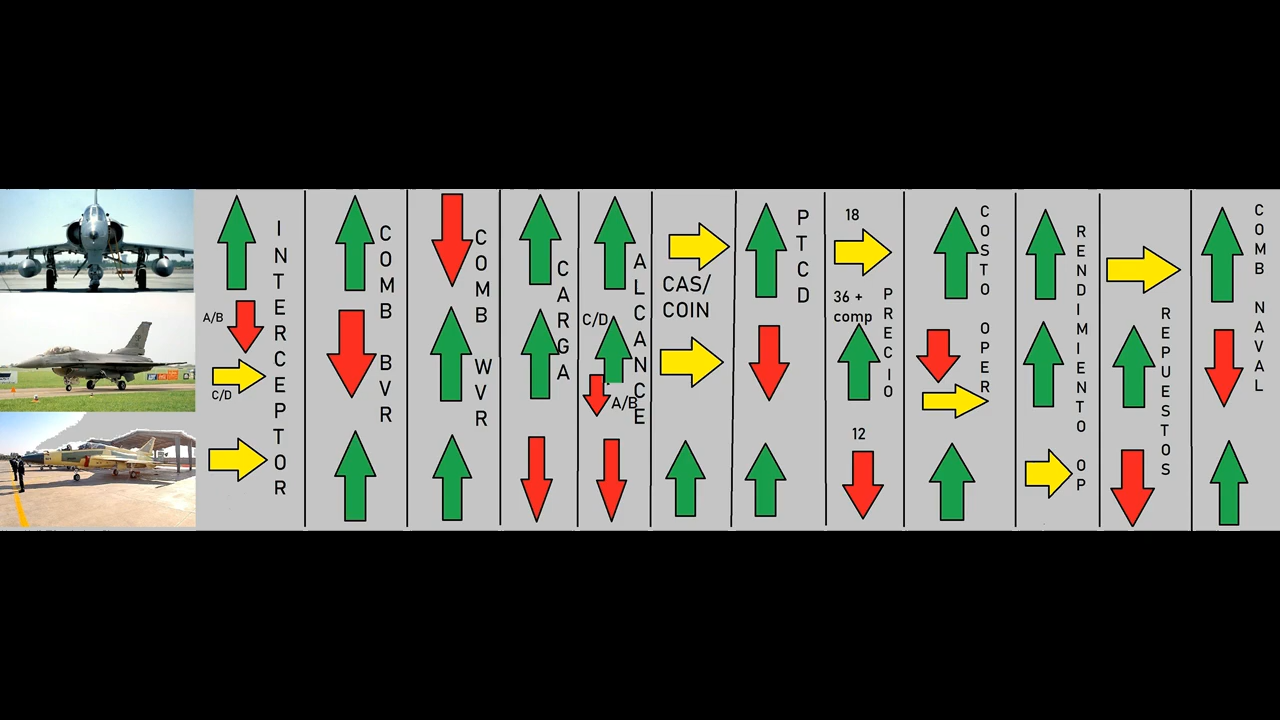 INTERCEPTOR
A/B
C/D
COMB BVR
COMB WVR
CARGA
ALCANCE
C/D
A/B
CAS/
COIN
PTCD
18
36 +
comp
12
PRECIO
COSTO OPER
RENDIMIENTO OP
REPUESTOS
COMB NAVAL